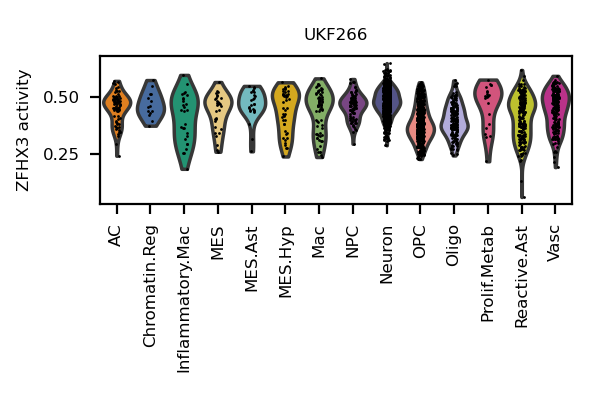 UKF266
ZFHX3 activity
0.50
0.25
AC
Chromatin.Reg
Inflammatory.Mac
MES
MES.Ast
MES.Hyp
Mac
NPC
Neuron
OPC
Oligo
Prolif.Metab
Reactive.Ast
Vasc